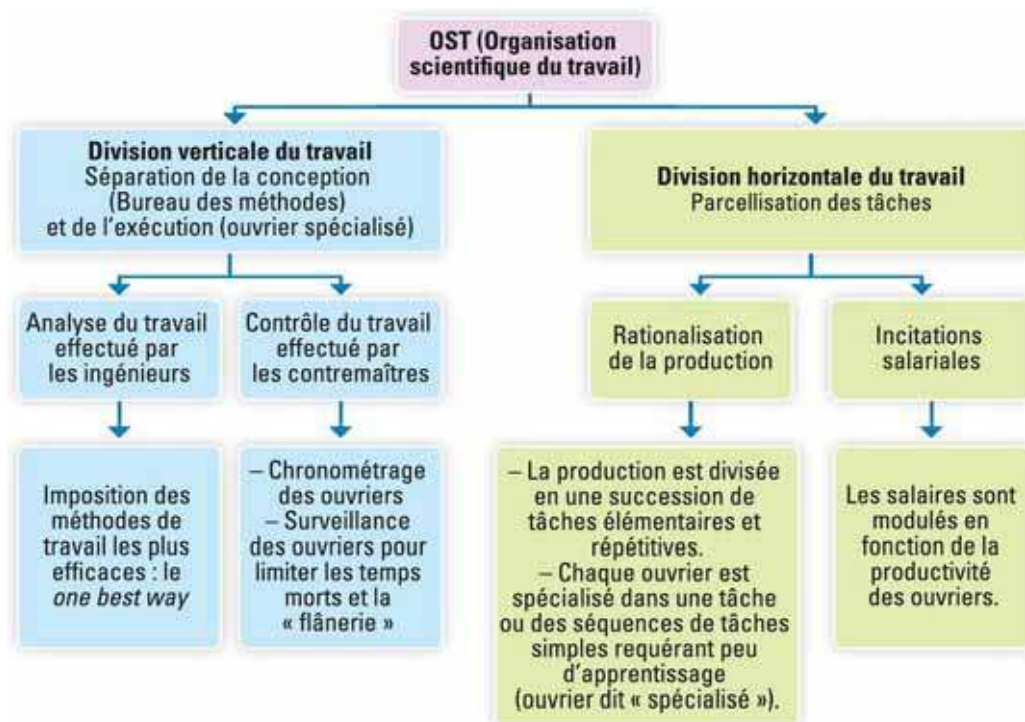 OST (Organisation
scientifique du travail)
Division verticale du travail
Séparation de la conception
(Bureau des méthodes)
et de l'exécution (ouvrier spécialisé)
Division horizontale du travail
Parcellisation des tâches
Analyse du travail
effectué par
les ingénieurs
Contrôle du travail
effectué par
les contremaîtres
Rationalisation
de la production
Incitations
salariales
Imposition des
méthodes de
travail les plus
efficaces : le
one best way
– Chronométrage
des ouvriers
– Surveillance
des ouvriers pour
limiter les temps
morts et la
« flânerie »
– La production est divisée
en une succession de
tâches élémentaires et
répétitives.
– Chaque ouvrier est
spécialisé dans une tâche
ou des séquences de tâches
simples requérant peu
d'apprentissage
(ouvrier dit « spécialisé »).
Les salaires sont
modulés en
fonction de la
productivité
des ouvriers.